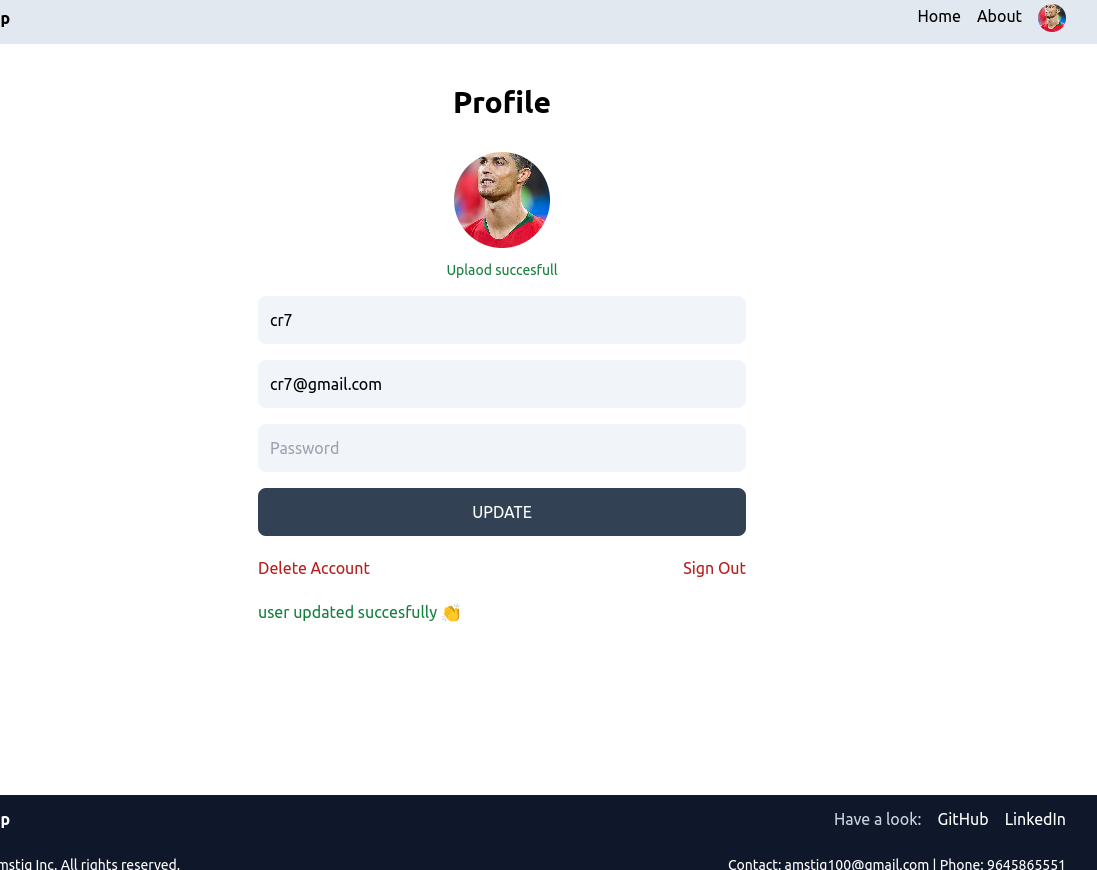 p Home About
Profile
Uplaod succesfull
cr7
cr7@gmail.com
Password
UPDATE
Delete Account Sign Out
user updated succesfully 👏
p Have a look: GitHub LinkedIn
Inc. All rights reserved. Contact: amstiq100@gmail.com | Phone: 9645865551